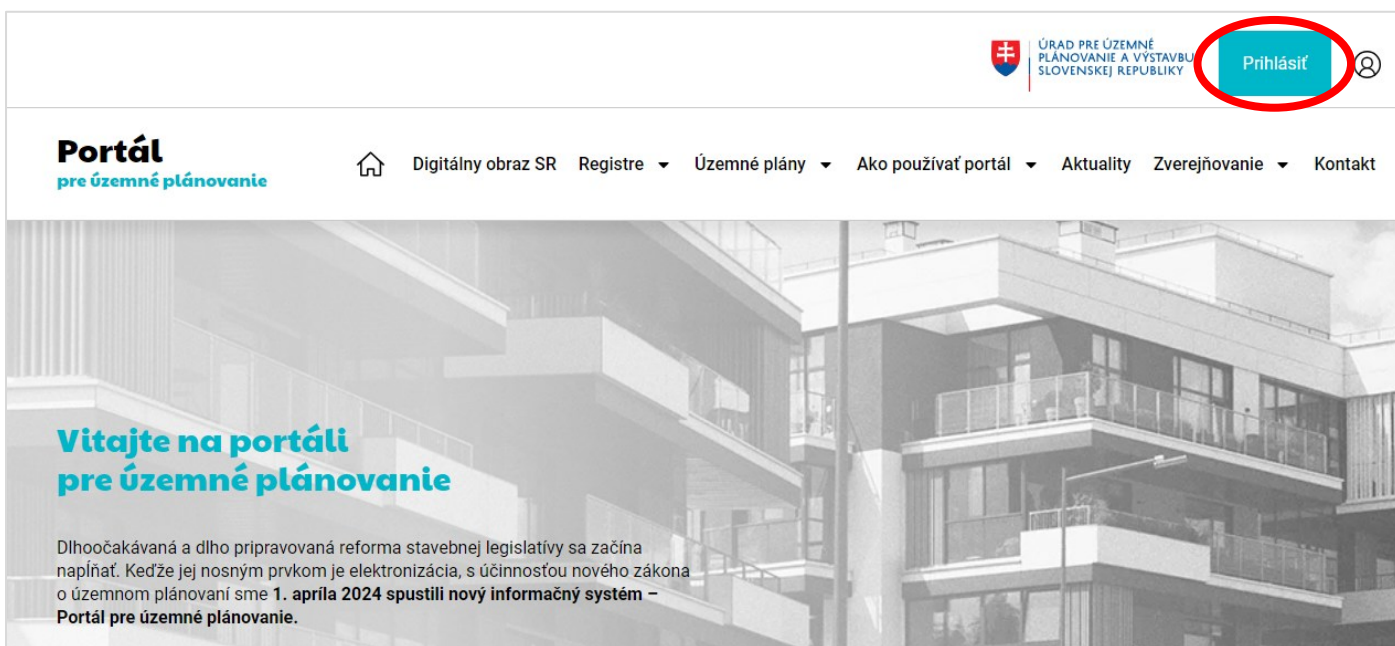 ÚRAD PRE ÚZEMNÉ
PLÁNOVANIE A VÝSTAVBU
SLOVENSKEJ REPUBLIKY
Prihlásiť
Portál
pre územné plánovanie
Digitálny obraz SR Registre Územné plány Ako používať portál Aktuality Zverejňovanie Kontakt
Vitajte na portáli
pre územné plánovanie
Dlhoočakávaná a dlho pripravovaná reforma stavebnej legislatívy sa začína
napĺňať. Keďže jej nosným prvkom je elektronizácia, s účinnosťou nového zákona
o územnom plánovaní sme 1. apríla 2024 spustili nový informačný systém –
Portál pre územné plánovanie.